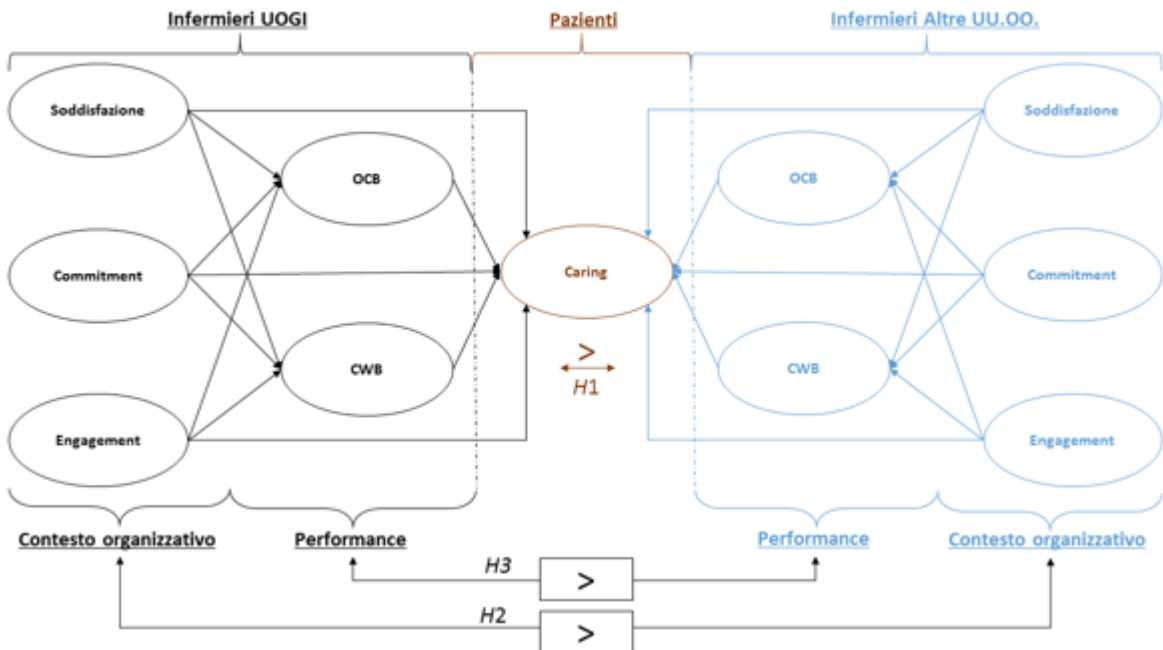 Infermieri UOGI
Pazienti
Infermieri Altre UU.OO.
Soddisfazione
Soddisfazione
OCB
OCB
Commitment
Caring
Commitment
>
H1
CWB
CWB
Engagement
Engagement
Contesto organizzativo
Performance
Performance
Contesto organizzativo
H3
>
H2
>